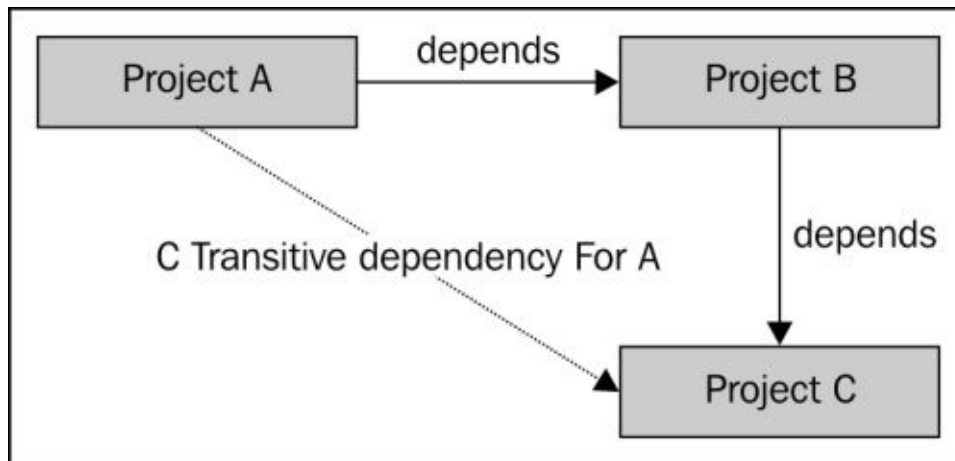 depends
Project A
Project B
depends
C Transitive dependency For A
Project C